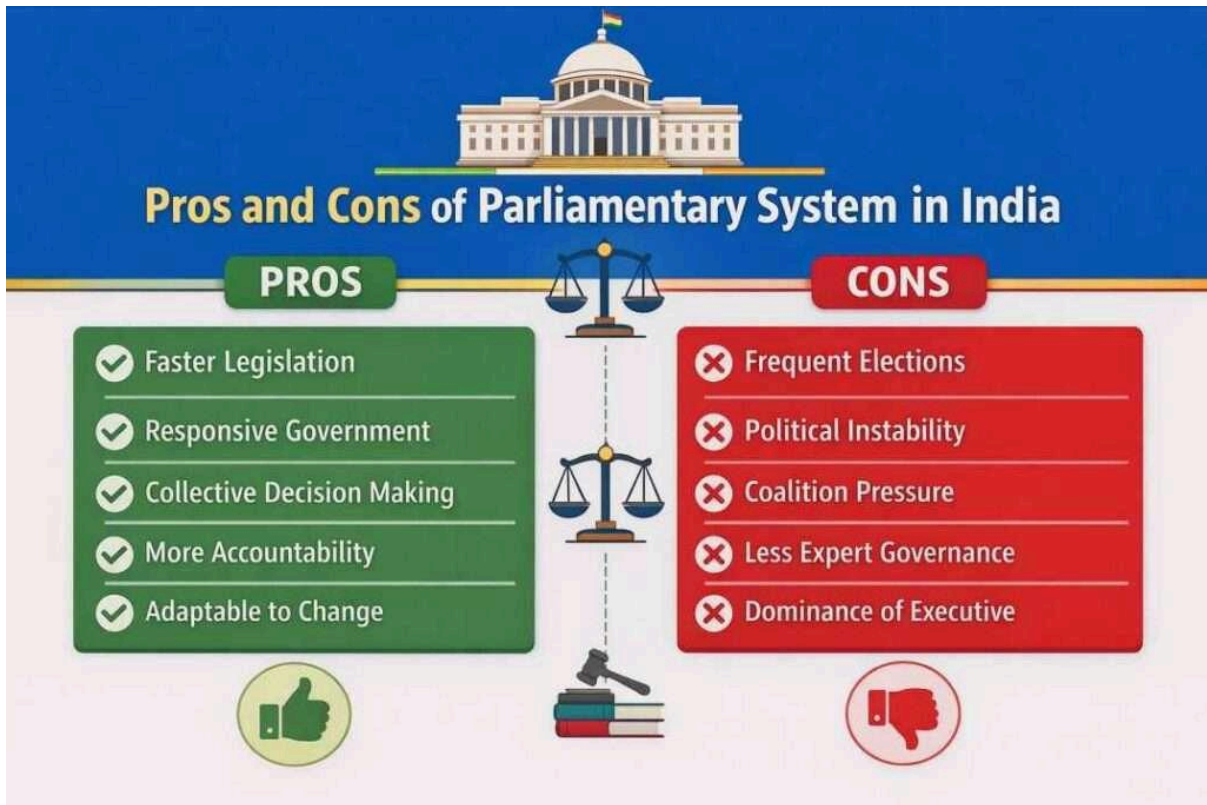 Pros and Cons of Parliamentary System in India
PROS
Faster Legislation
Responsive Government
Collective Decision Making
More Accountability
Adaptable to Change
CONS
Frequent Elections
Political Instability
Coalition Pressure
Less Expert Governance
Dominance of Executive